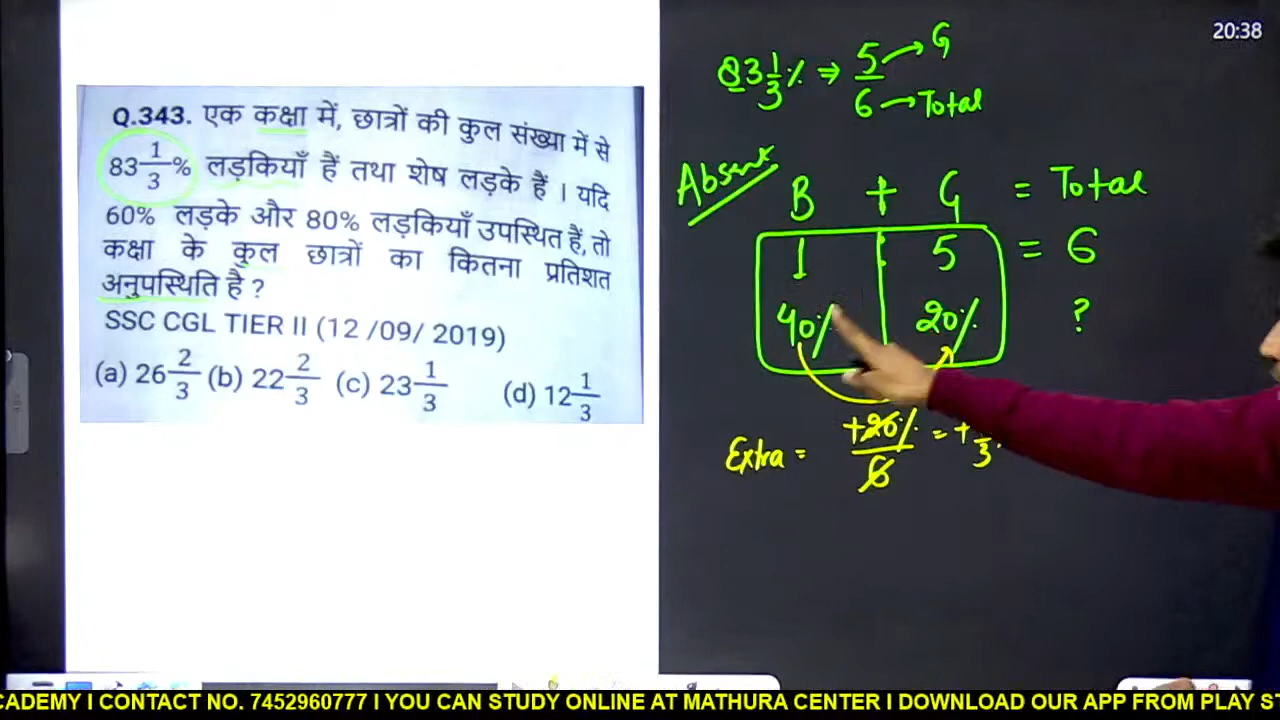 20:38
Q.343. एक कक्षा में, छात्रों की कुल संख्या में से
83 1/3 % लड़कियाँ हैं तथा शेष लड़के हैं । यदि
60% लड़के और 80% लड़कियाँ उपस्थित हैं, तो
कक्षा के कुल छात्रों का कितना प्रतिशत
अनुपस्थिति है ?
SSC CGL TIER II (12 /09/ 2019)
(a) 26 2/3 (b) 22 2/3 (c) 23 1/3 (d) 12 1/3
83 1/3 % ⇒ 5/6
5 → G
6 → Total
Absent
B + G = Total
1 5 = 6
40% 20% ?
Extra = +20%/6 = +
3
ACADEMY I CONTACT NO. 7452960777 I YOU CAN STUDY ONLINE AT MATHURA CENTER I DOWNLOAD OUR APP FROM PLAY